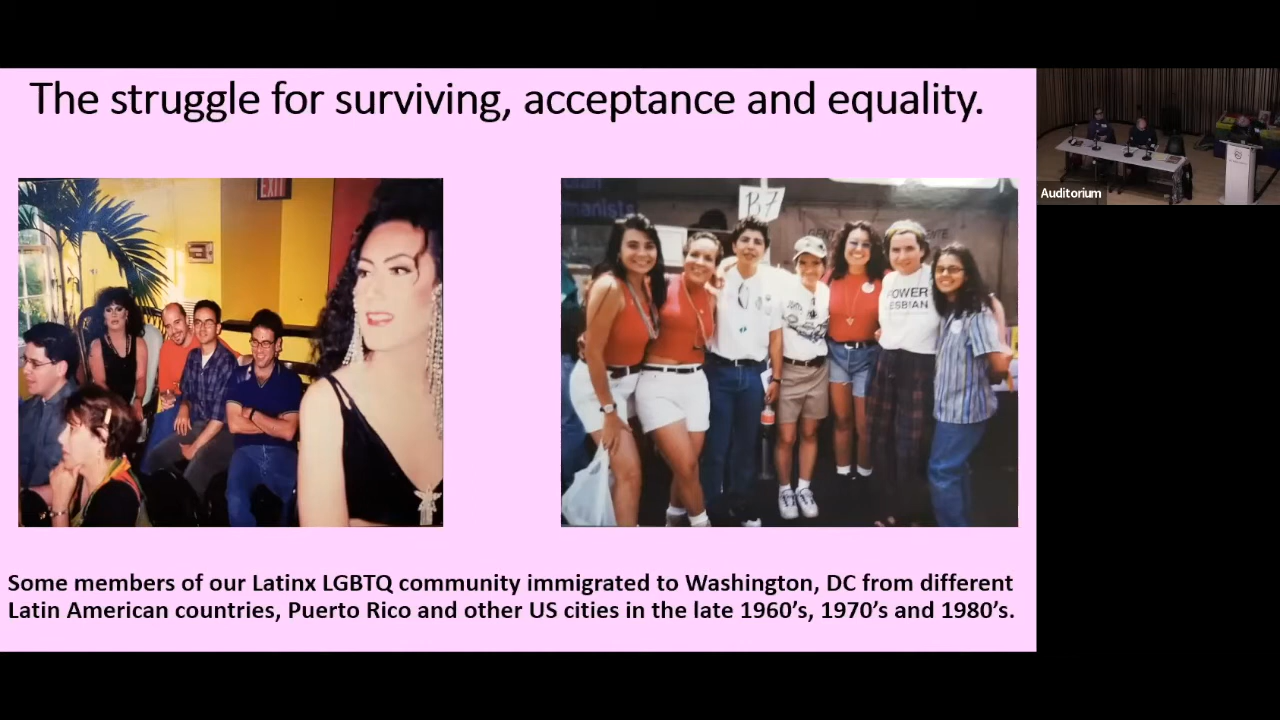 The struggle for surviving, acceptance and equality.
EXIT
B7
POWER
LESBIAN
Auditorium
Some members of our Latinx LGBTQ community immigrated to Washington, DC from different
Latin American countries, Puerto Rico and other US cities in the late 1960’s, 1970’s and 1980’s.